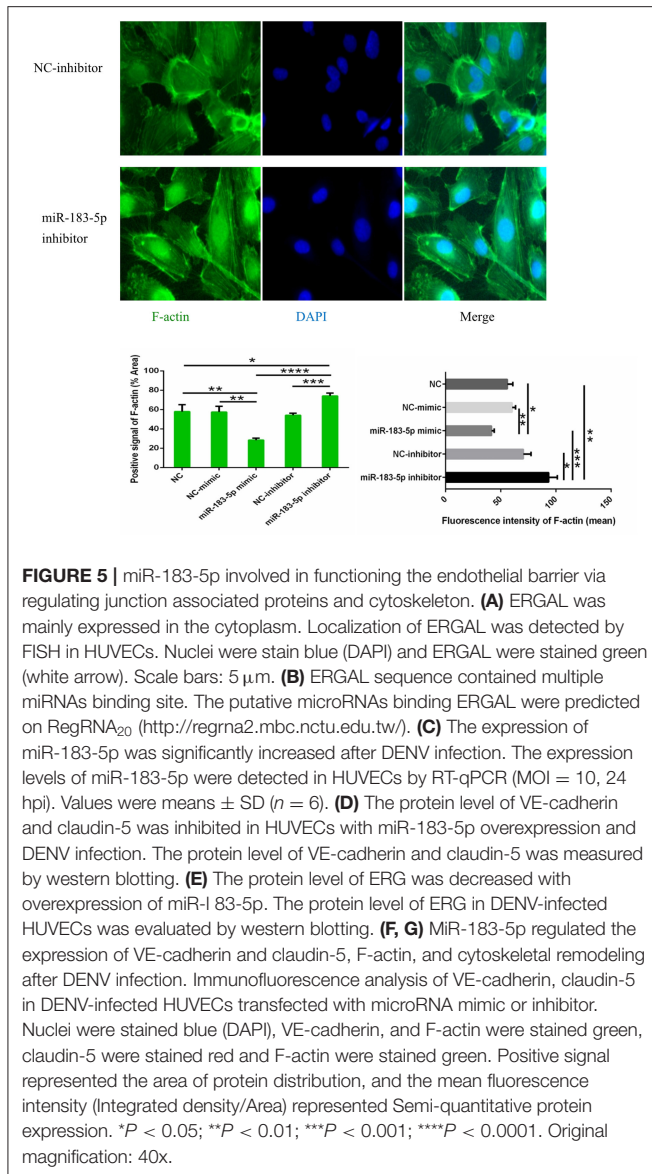 NC-inhibitor
miR-183-5p
inhibitor
F-actin
DAPI
Merge
Positive signal of F-actin (% Area)
100
80
60
40
20
0
*
****
**
***
**
NC
NC-mimic
miR-183-5p mimic
NC-inhibitor
miR-183-5p inhibitor
NC
NC-mimic
miR-183-5p mimic
NC-inhibitor
miR-183-5p inhibitor
*
**
**
***
*
0
50
100
150
Fluorescence intensity of F-actin (mean)
FIGURE 5 | miR-183-5p involved in functioning the endothelial barrier via
regulating junction associated proteins and cytoskeleton. (A) ERGAL was
mainly expressed in the cytoplasm. Localization of ERGAL was detected by
FISH in HUVECs. Nuclei were stain blue (DAPI) and ERGAL were stained green
(white arrow). Scale bars: 5 μm. (B) ERGAL sequence contained multiple
miRNAs binding site. The putative microRNAs binding ERGAL were predicted
on RegRNA20 (http://regrna2.mbc.nctu.edu.tw/). (C) The expression of
miR-183-5p was significantly increased after DENV infection. The expression
levels of miR-183-5p were detected in HUVECs by RT-qPCR (MOI = 10, 24
hpi). Values were means ± SD (n = 6). (D) The protein level of VE-cadherin
and claudin-5 was inhibited in HUVECs with miR-183-5p overexpression and
DENV infection. The protein level of VE-cadherin and claudin-5 was measured
by western blotting. (E) The protein level of ERG was decreased with
overexpression of miR-l 83-5p. The protein level of ERG in DENV-infected
HUVECs was evaluated by western blotting. (F, G) MiR-183-5p regulated the
expression of VE-cadherin and claudin-5, F-actin, and cytoskeletal remodeling
after DENV infection. Immunofluorescence analysis of VE-cadherin, claudin-5
in DENV-infected HUVECs transfected with microRNA mimic or inhibitor.
Nuclei were stained blue (DAPI), VE-cadherin, and F-actin were stained green,
claudin-5 were stained red and F-actin were stained green. Positive signal
represented the area of protein distribution, and the mean fluorescence
intensity (Integrated density/Area) represented Semi-quantitative protein
expression. *P < 0.05; **P < 0.01; ***P < 0.001; ****P < 0.0001. Original
magnification: 40x.